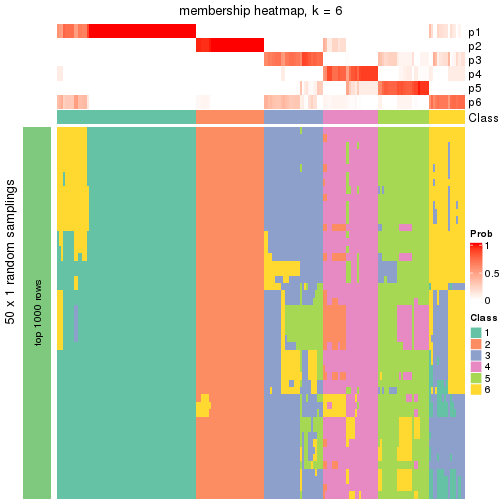 membership heatmap, k = 6
p1
p2
p3
p4
p5
p6
Class
50 x 1 random samplings
top 1000 rows
Prob
1
0.5
0
Class
1
2
3
4
5
6